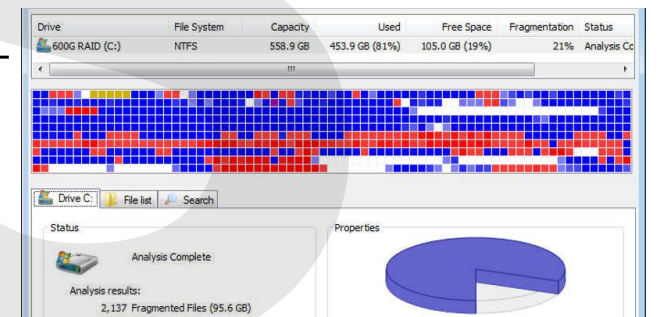 Drive File System Capacity Used Free Space Fragmentation Status
600G RAID (C:) NTFS 558.9 GB 453.9 GB (81%) 105.0 GB (19%) 21% Analysis Co
Drive C: File list Search
Status Properties
Analysis Complete
Analysis results:
2,137 Fragmented Files (95.6 GB)